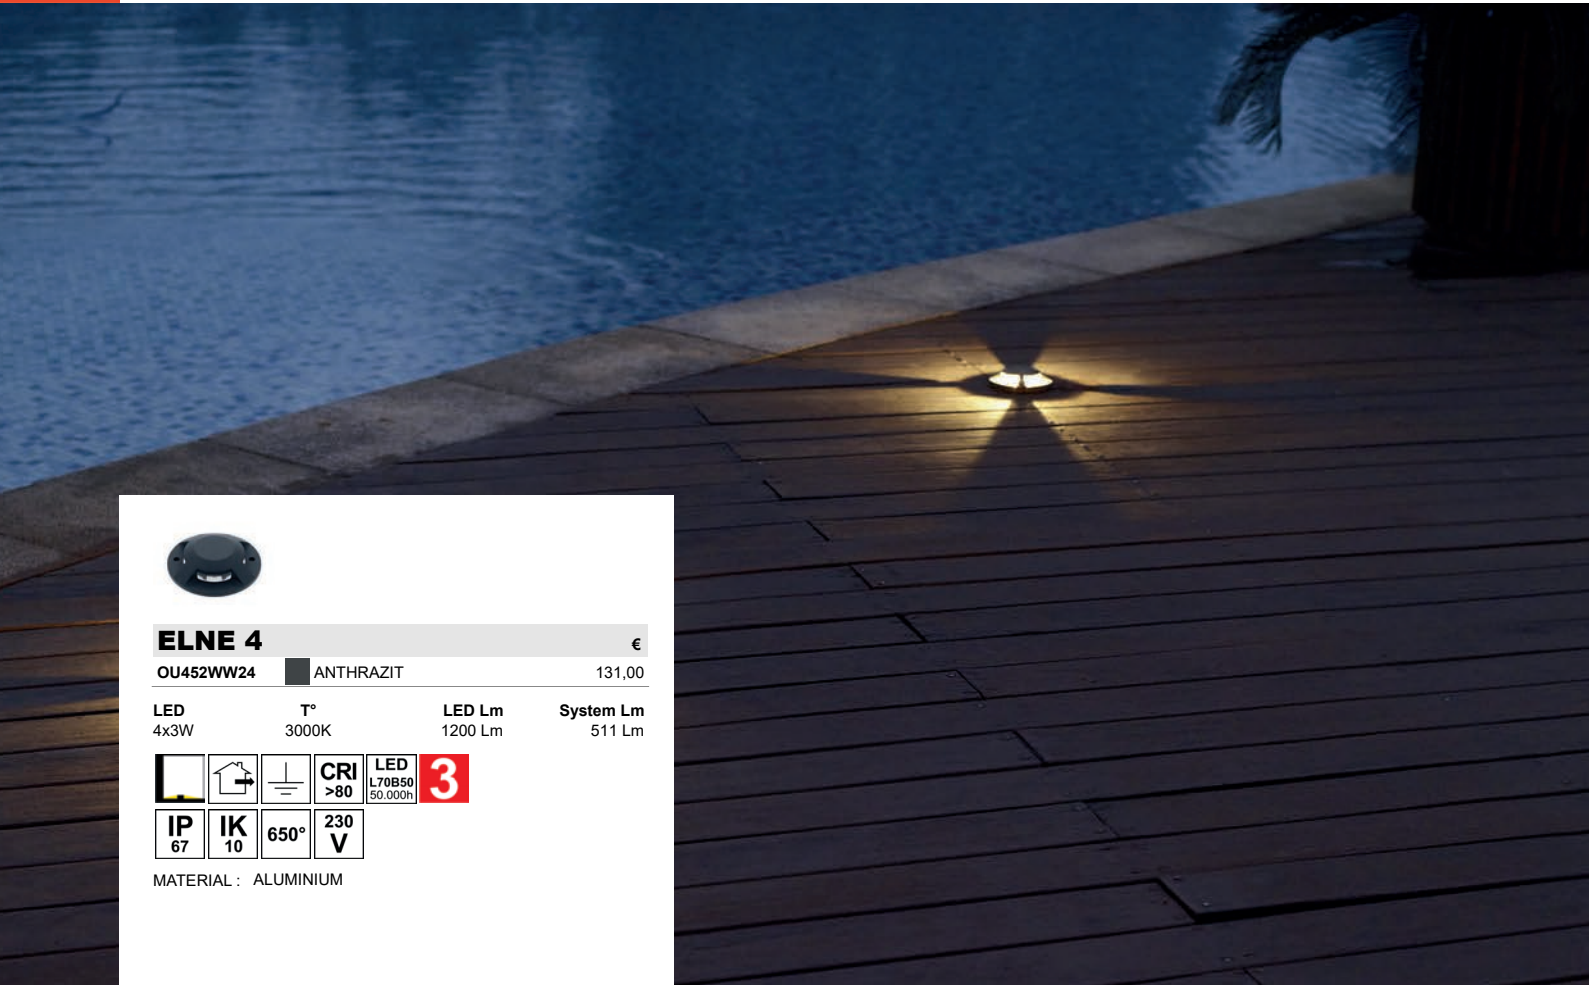 ELNE 4 €
OU452WW24 ANTHRAZIT 131,00
LED T° LED Lm System Lm
4x3W 3000K 1200 Lm 511 Lm
CRI >80 LED L70B50 50.000h 3
IP 67 IK 10 650° 230 V
MATERIAL : ALUMINIUM